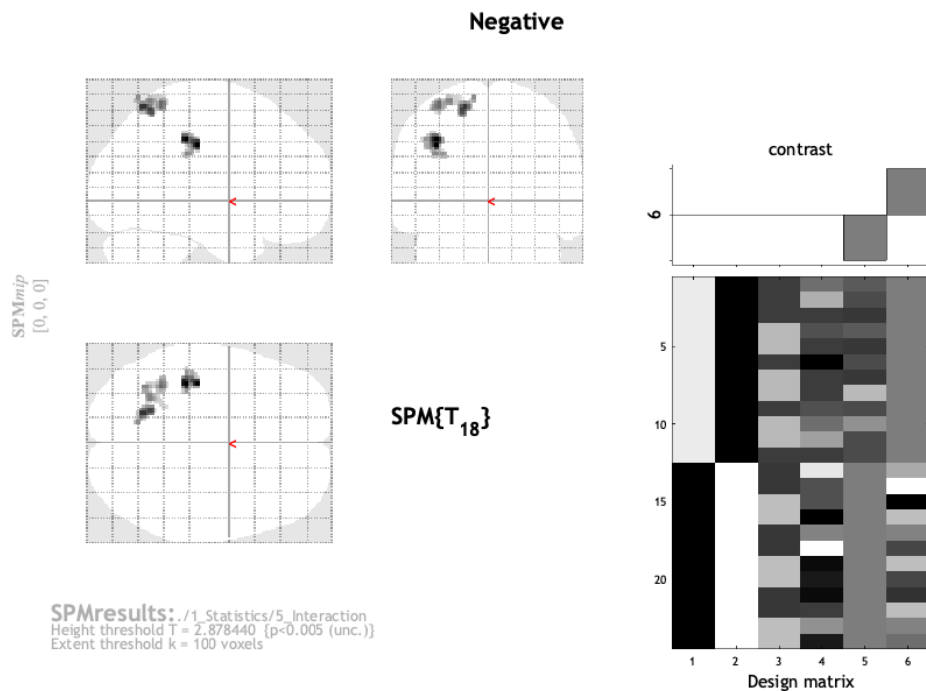 Negative
SPMmip
[0, 0, 0]
<
<
<
SPM{T18}
SPMresults: ./1_Statistics/5_Interaction
Height threshold T = 2.878440 {p<0.005 (unc.)}
Extent threshold k = 100 voxels
contrast
6
5
10
15
20
1 2 3 4 5 6
Design matrix